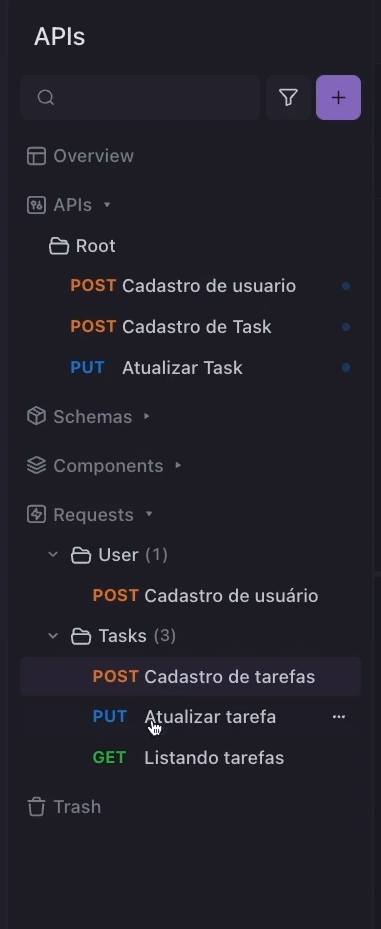 APIs
Overview
APIs
Root
POST Cadastro de usuario
POST Cadastro de Task
PUT Atualizar Task
Schemas
Components
Requests
User (1)
POST Cadastro de usuário
Tasks (3)
POST Cadastro de tarefas
PUT Atualizar tarefa
GET Listando tarefas
Trash